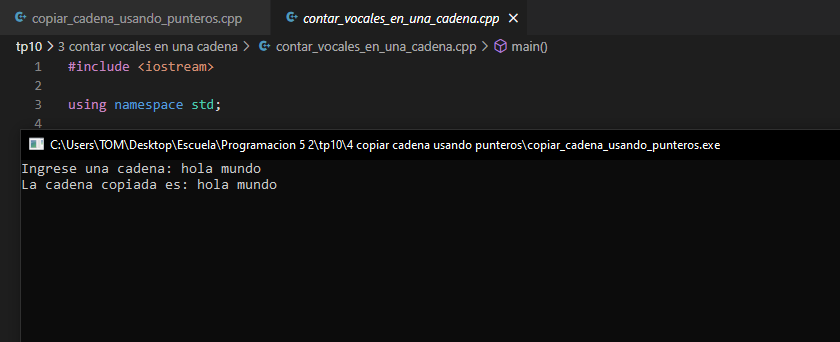 copiar_cadena_usando_punteros.cpp
contar_vocales_en_una_cadena.cpp
tp10 > 3 contar vocales en una cadena > contar_vocales_en_una_cadena.cpp > main()
1 #include <iostream>
2
3 using namespace std;
4
C:\Users\TOM\Desktop\Escuela\Programacion 5 2\tp10\4 copiar cadena usando punteros\copiar_cadena_usando_punteros.exe
Ingrese una cadena: hola mundo
La cadena copiada es: hola mundo